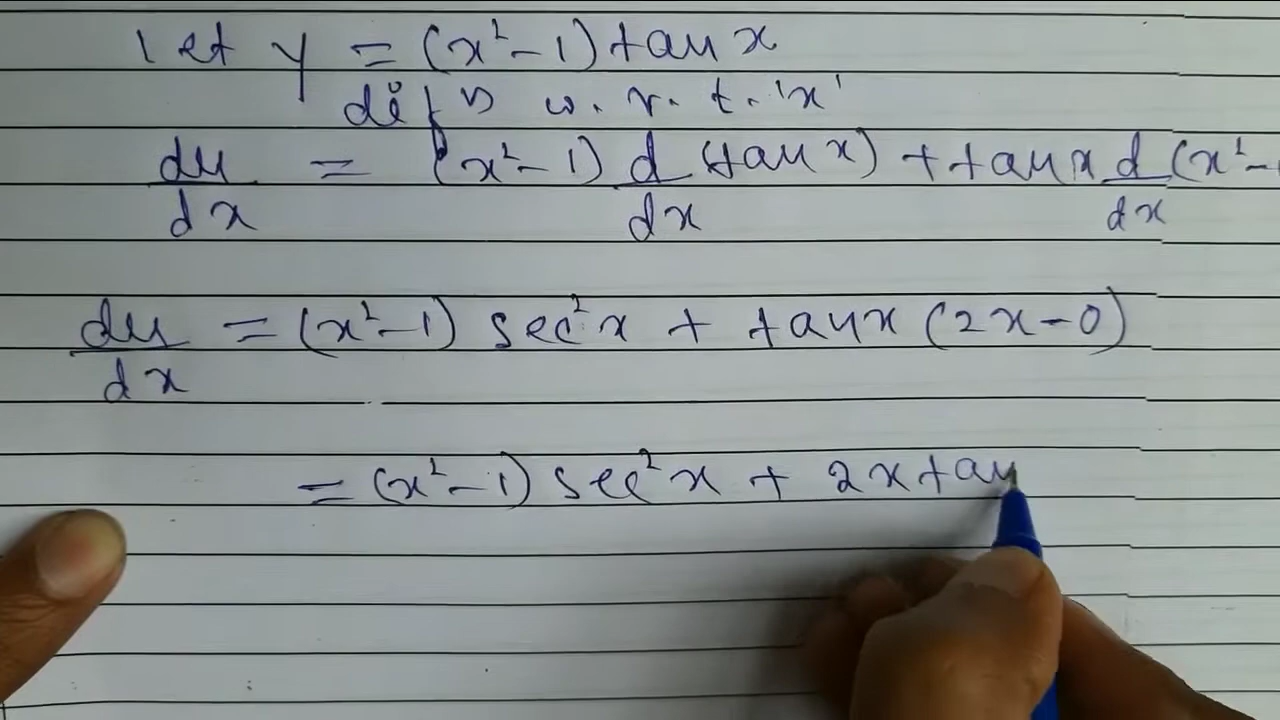 Let y = (x²-1) tan x
diff w.r.t. 'x'
dy/dx = (x²-1) d/dx (tan x) + tan x d/dx (x²-
dy/dx = (x²-1) sec²x + tan x (2x-0)
= (x²-1) sec²x + 2x tan